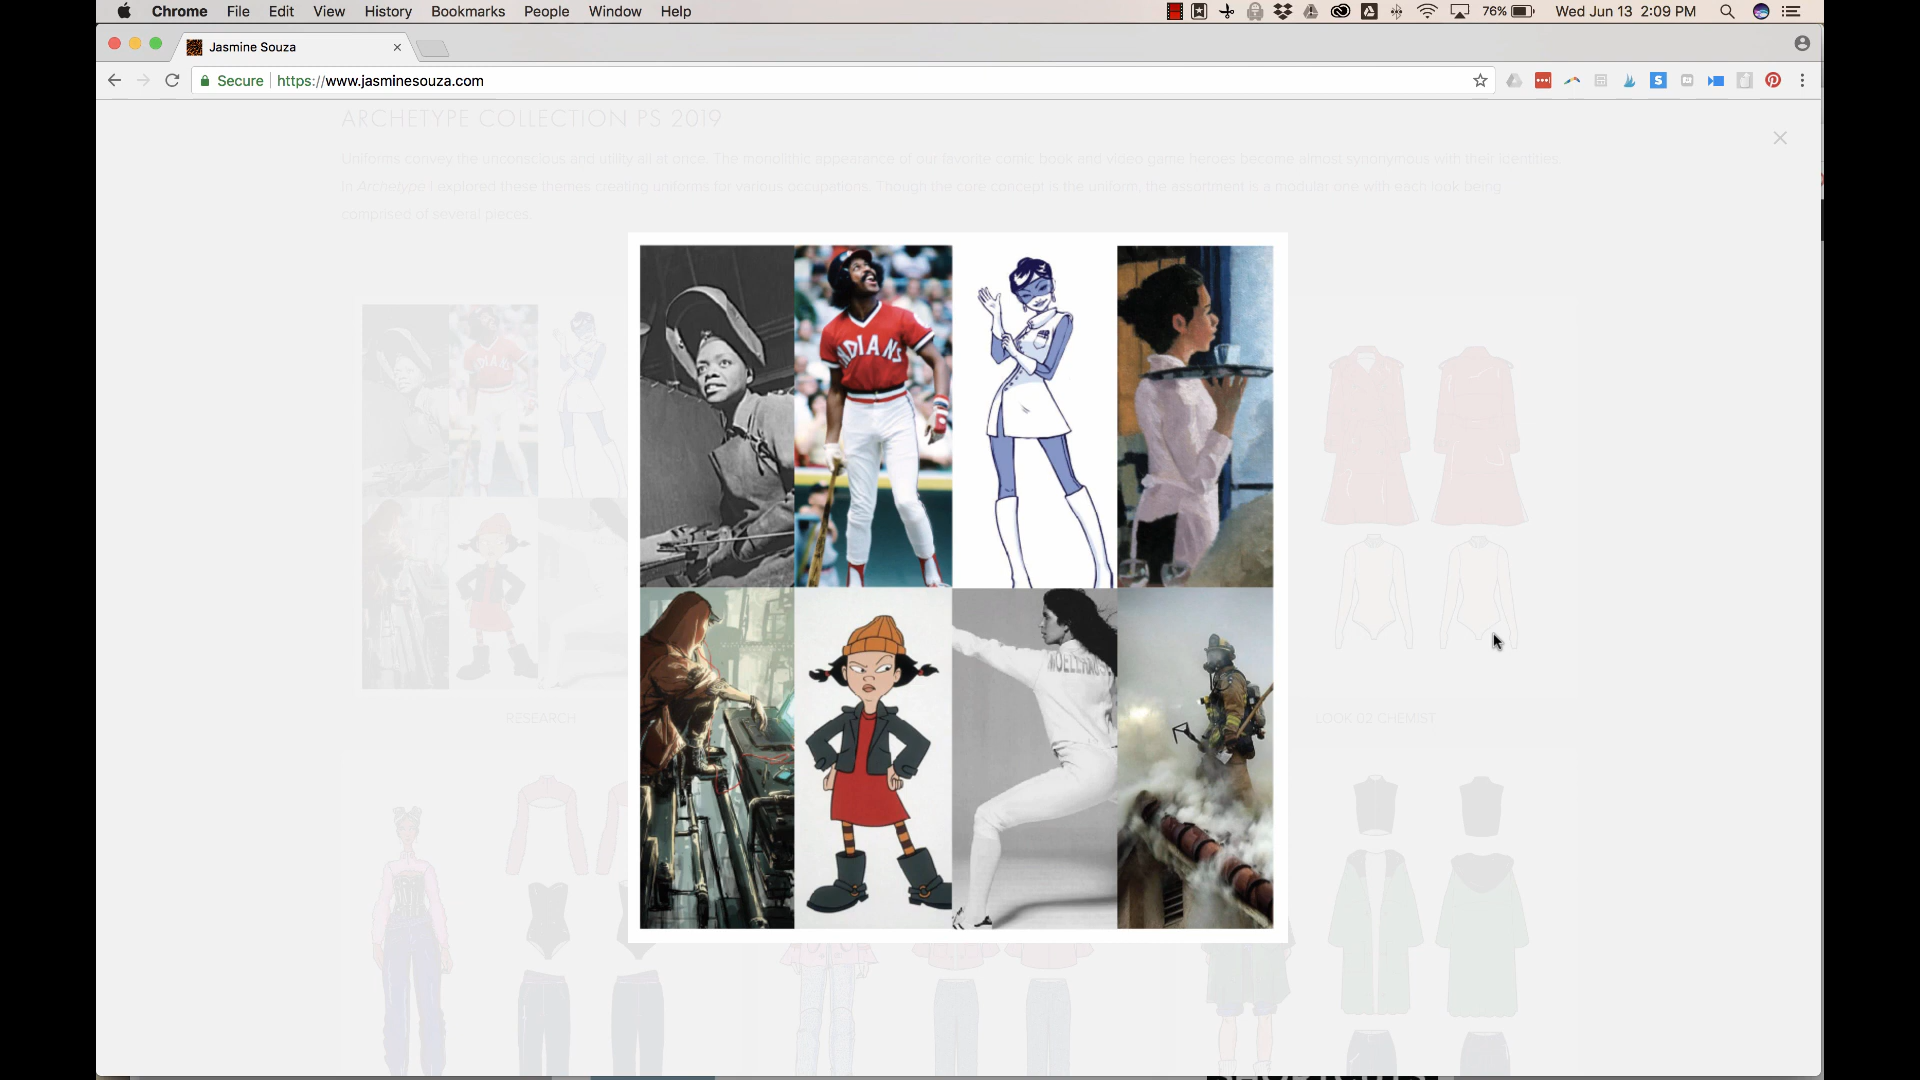 Chrome File Edit View History Bookmarks People Window Help 76% Wed Jun 13 2:09 PM
Jasmine Souza
Secure https://www.jasminesouza.com
ARCHETYPE COLLECTION PS 2019
Uniforms convey the unconscious and utility all at once. The monolithic appearance of our favorite comic book and video game heroes become almost synonymous with their identities.
In Archetype I explored these themes creating uniforms for various occupations. Though the core concept is the uniform, the assortment is a modular one with each look being
comprised of several pieces.
INDIANS
RESEARCH
LOOK 02 CHEMIST